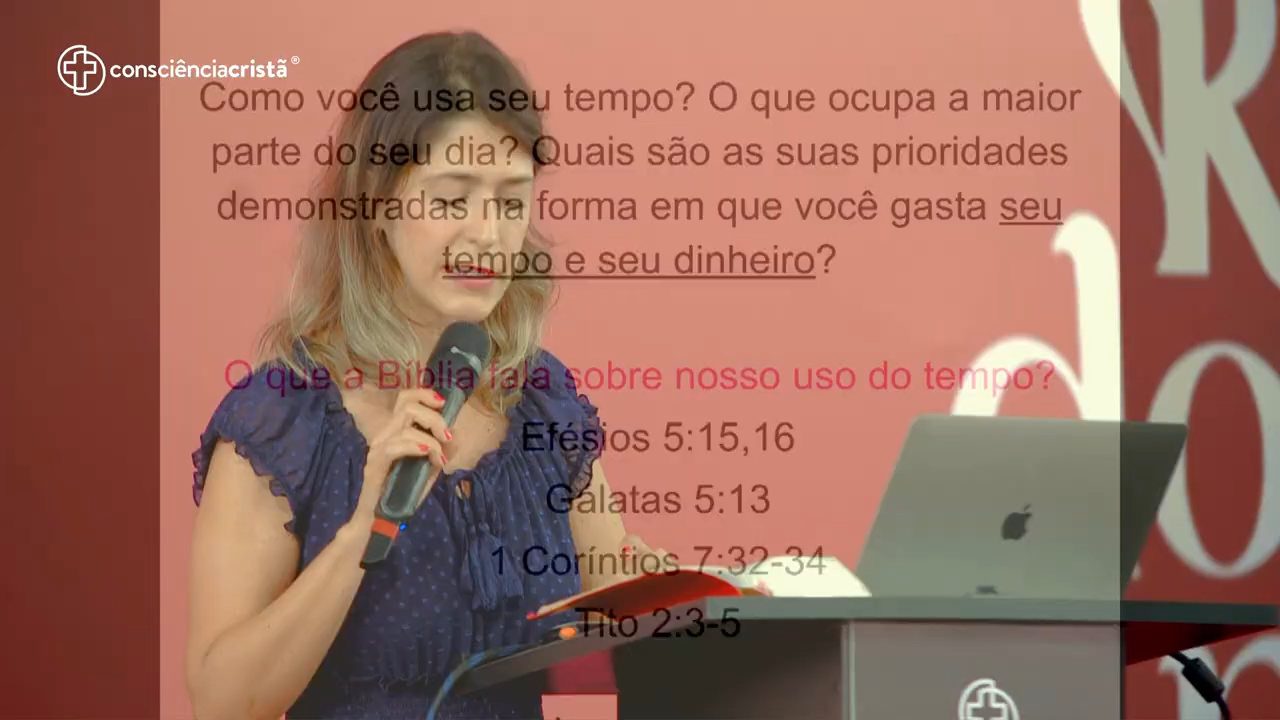 consciênciacristã®
Como você usa seu tempo? O que ocupa a maior
parte do seu dia? Quais são as suas prioridades
demonstradas na forma em que você gasta seu
tempo e seu dinheiro?
O que a Bíblia fala sobre nosso uso do tempo?
Efésios 5:15,16
Gálatas 5:13
1 Coríntios 7:32-34
Tito 2:3-5